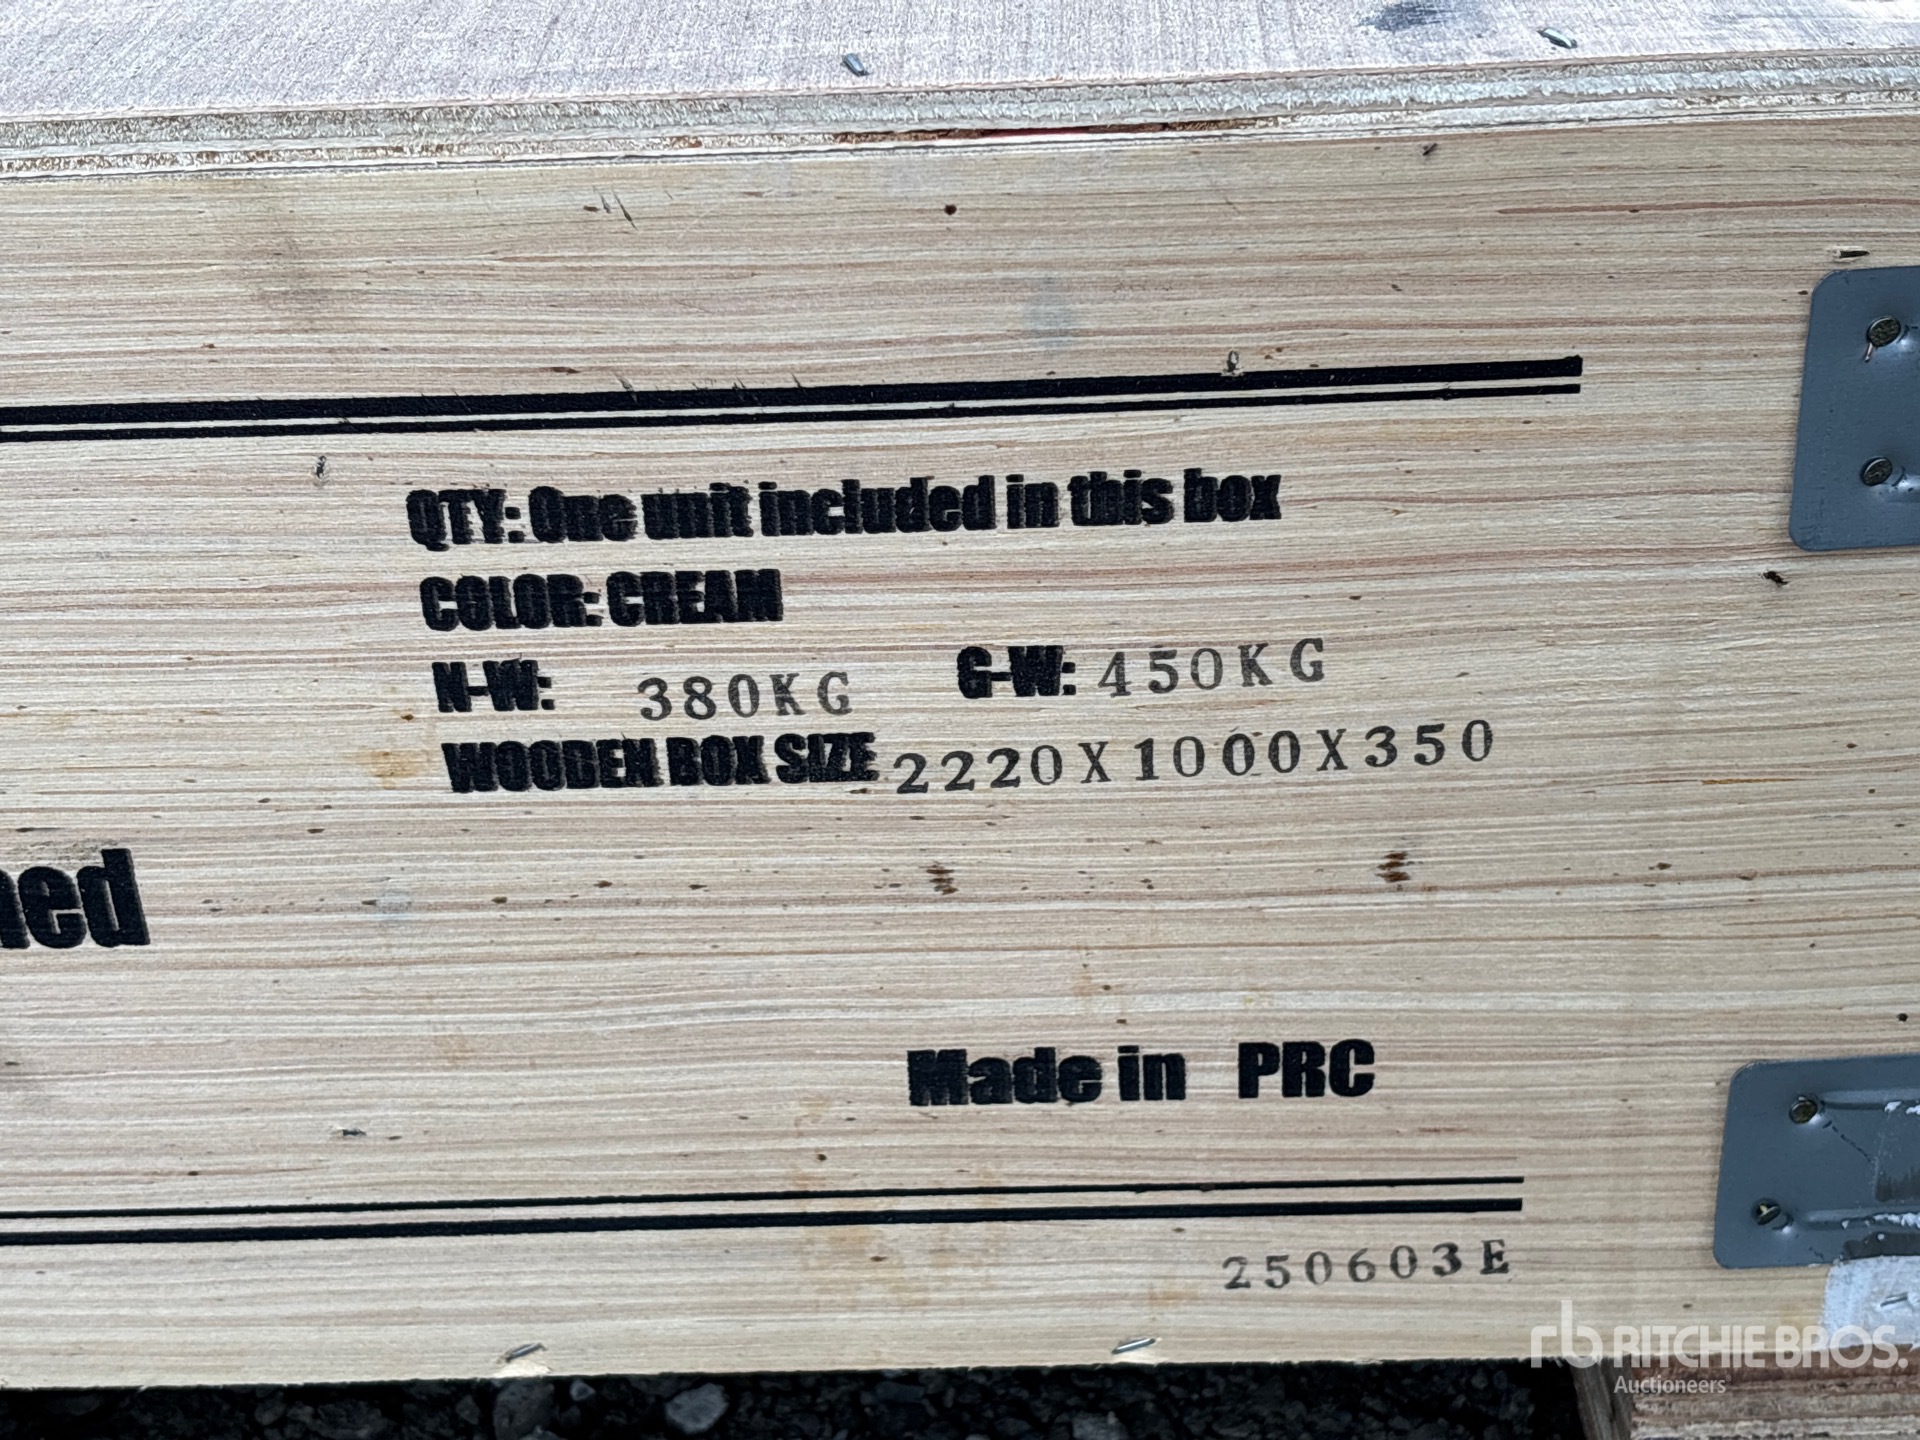 QTY: One unit included in this box
COLOR: CREAM
N-W: 380KG G-W: 450KG
WOODEN BOX SIZE 2220X1000X350
Made in PRC
250603E
rb RITCHIE BROS.
Auctioneers